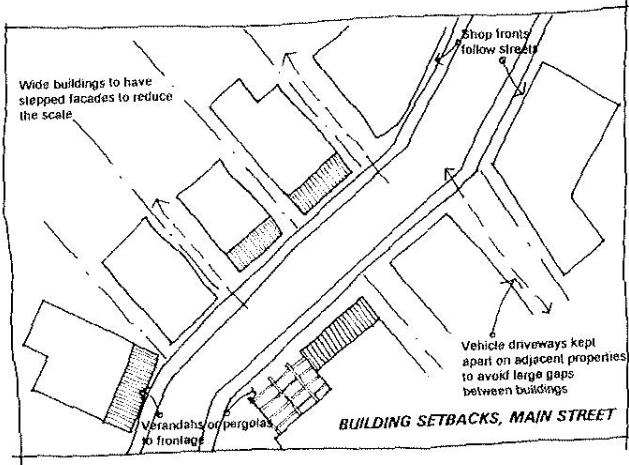 Shop fronts
follow streets
Wide buildings to have
stepped facades to reduce
the scale
Vehicle driveways kept
apart on adjacent properties
to avoid large gaps
between buildings
Verandahs or pergolas
to frontage
BUILDING SETBACKS, MAIN STREET